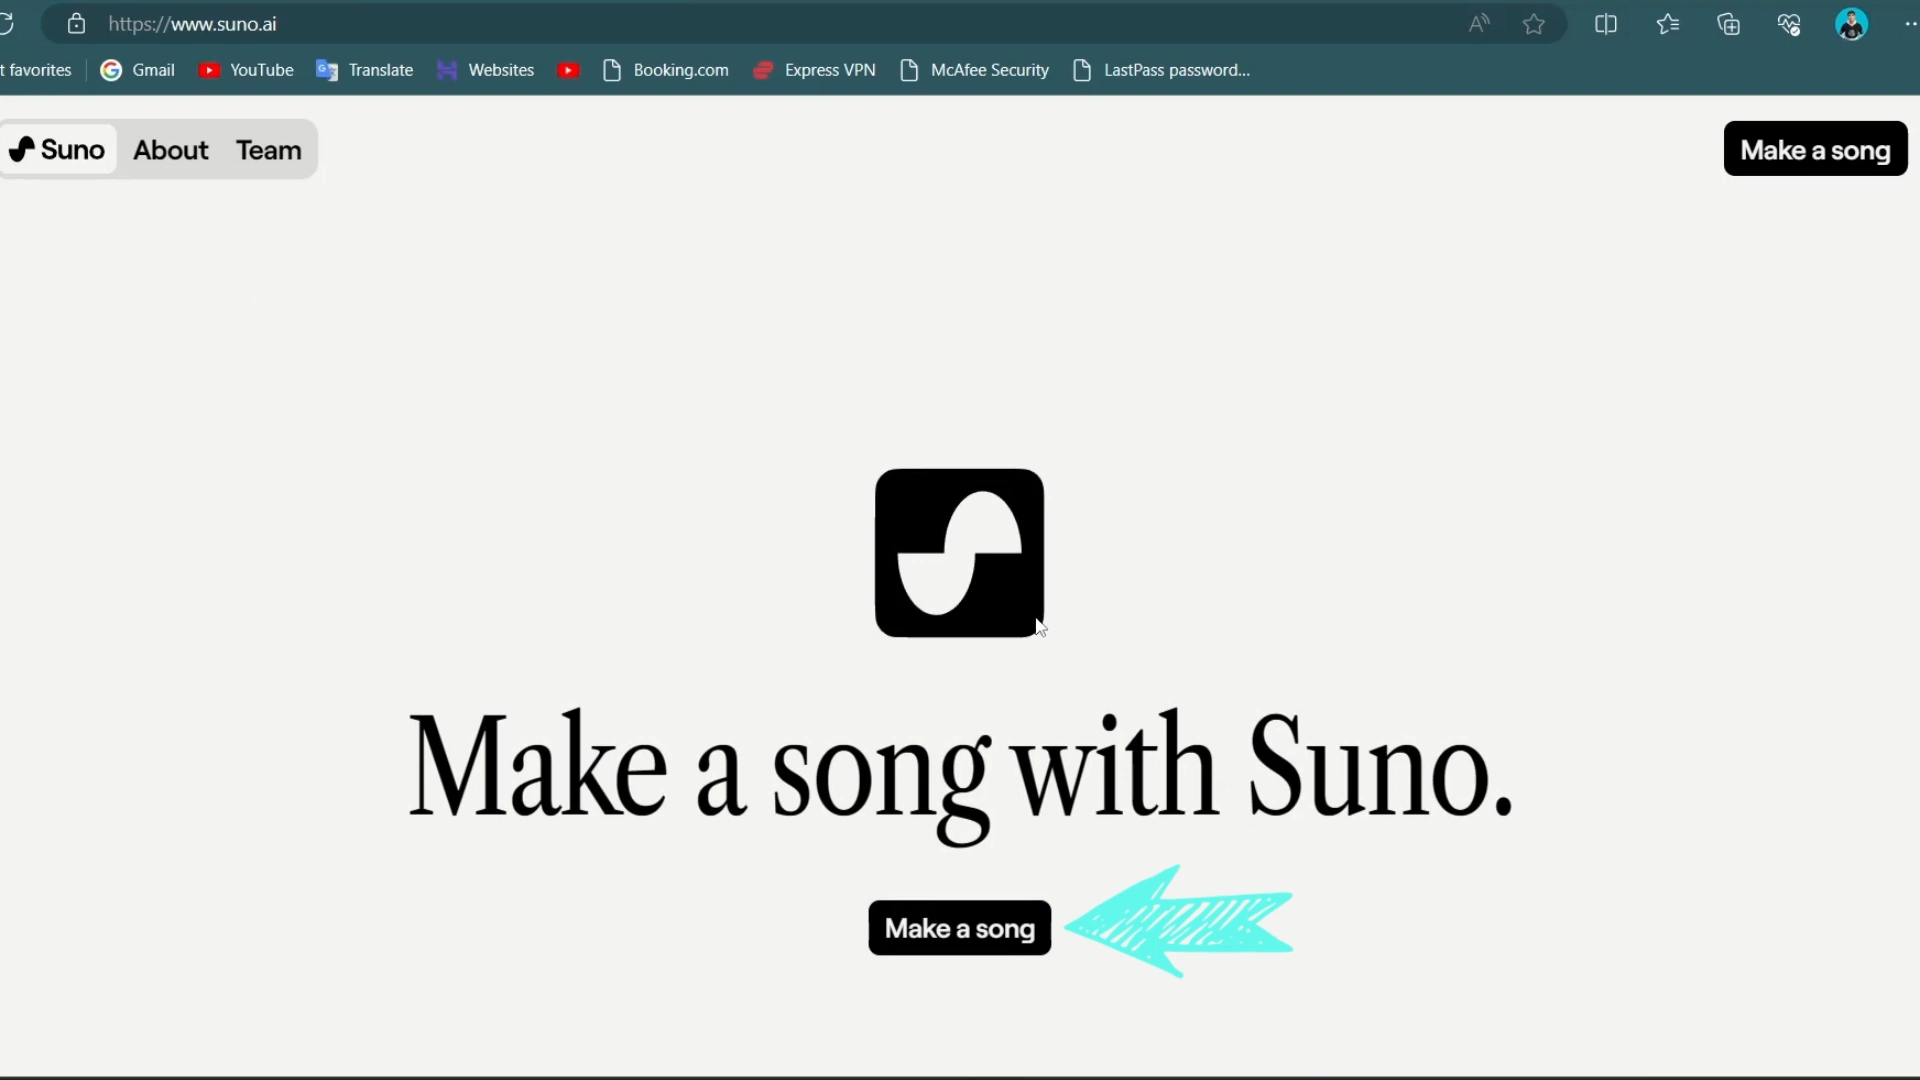 https://www.suno.ai
t favorites Gmail YouTube Translate Websites Booking.com Express VPN McAfee Security LastPass password...
Suno About Team Make a song
Make a song with Suno.
Make a song